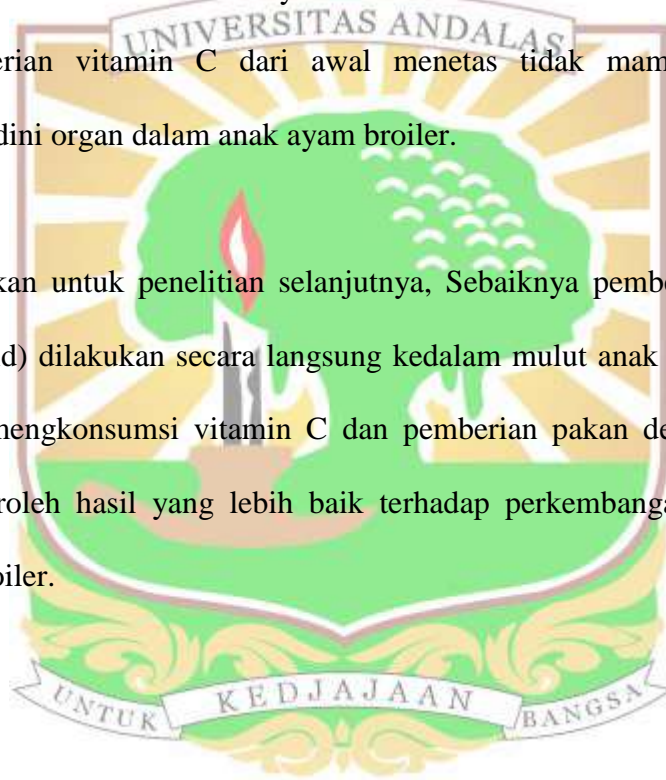 UNIVERSITAS ANDALAS
erian vitamin C dari awal menetas tidak mam
dini organ dalam anak ayam broiler.
kan untuk penelitian selanjutnya, Sebaiknya pembe
d) dilakukan secara langsung kedalam mulut anak
mengkonsumsi vitamin C dan pemberian pakan de
roleh hasil yang lebih baik terhadap perkembanga
oiler.
UNTUK KEDJAJAAN BANGSA